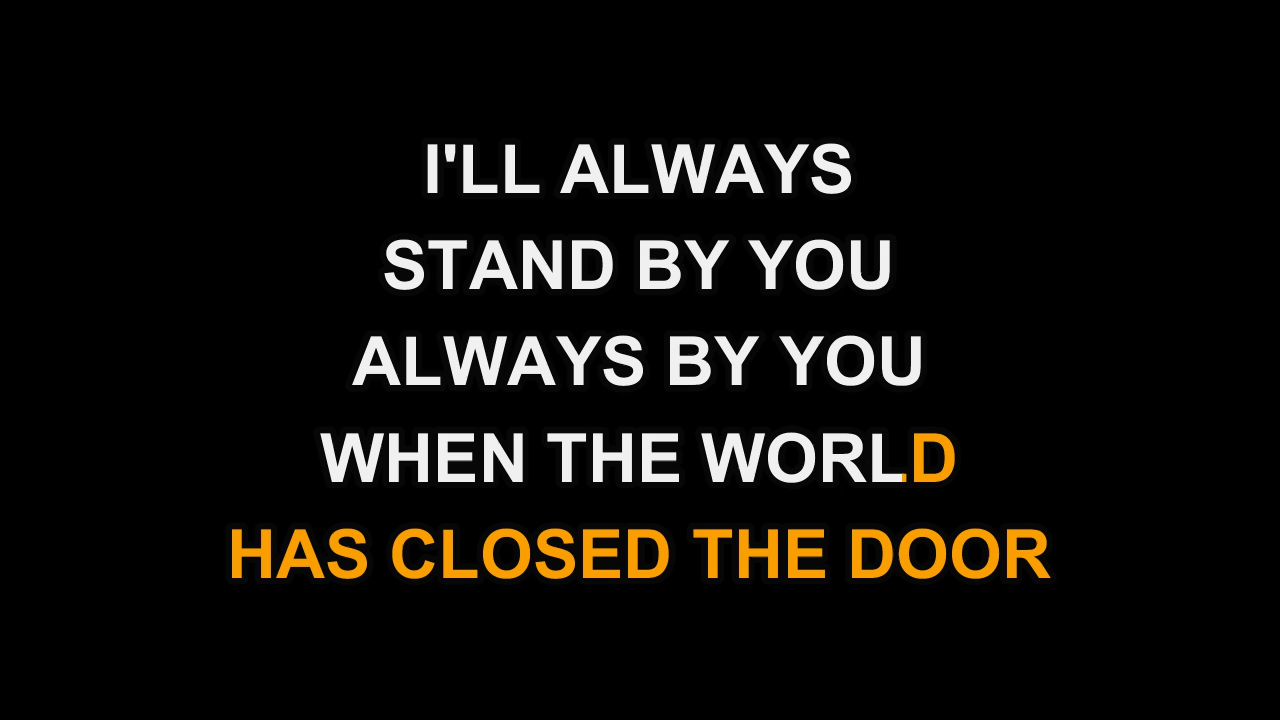 I'LL ALWAYS
STAND BY YOU
ALWAYS BY YOU
WHEN THE WORLD
HAS CLOSED THE DOOR